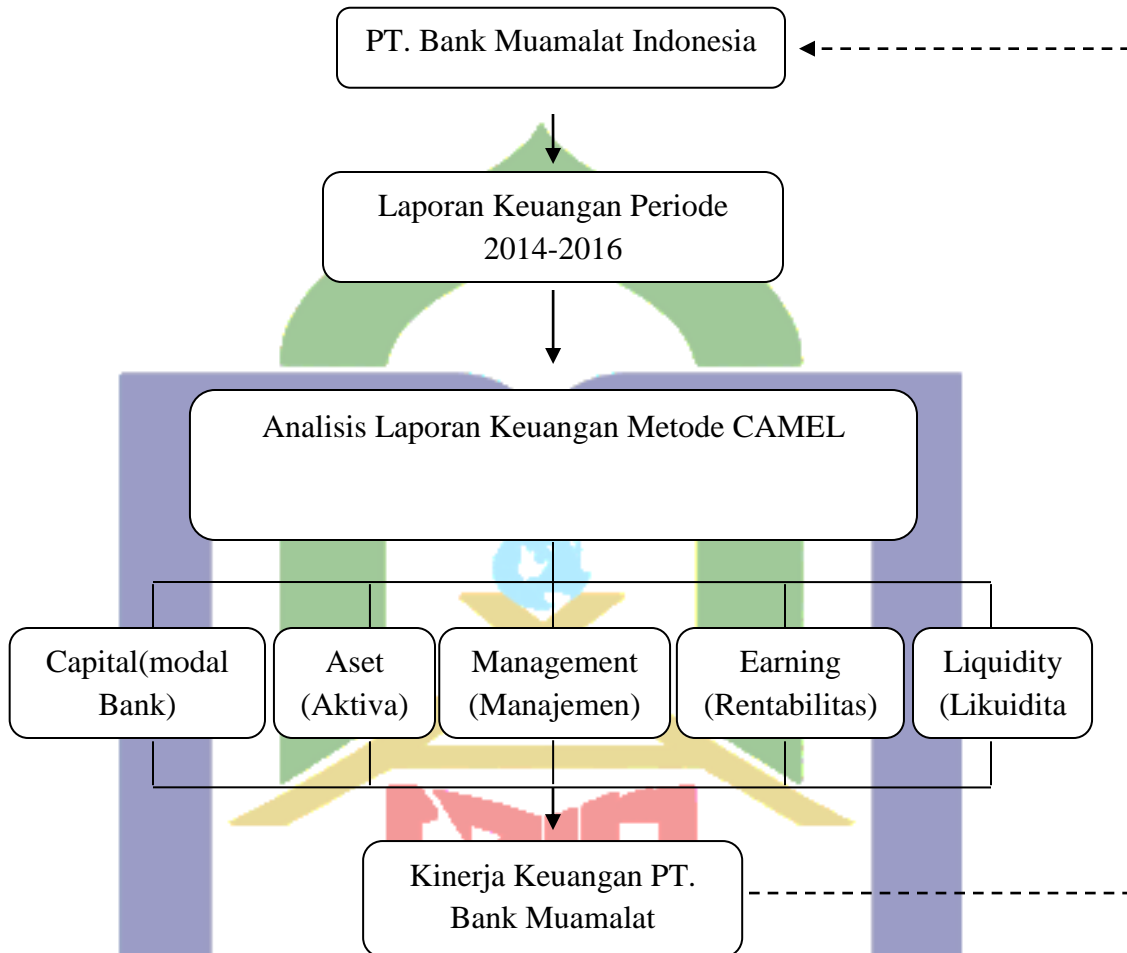 PT. Bank Muamalat Indonesia
Laporan Keuangan Periode
2014-2016
Analisis Laporan Keuangan Metode CAMEL
Capital(modal
Bank)
Aset
(Aktiva)
Management
(Manajemen)
Earning
(Rentabilitas)
Liquidity
(Likuidita
Kinerja Keuangan PT.
Bank Muamalat